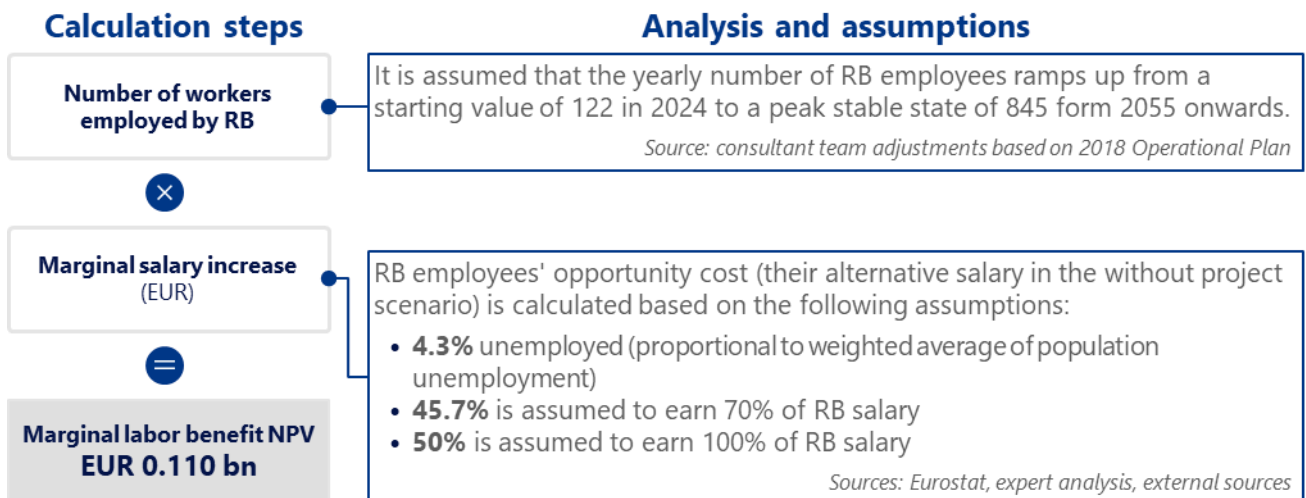 Calculation steps
Analysis and assumptions
Number of workers
employed by RB
It is assumed that the yearly number of RB employees ramps up from a
starting value of 122 in 2024 to a peak stable state of 845 form 2055 onwards.
Source: consultant team adjustments based on 2018 Operational Plan
×
Marginal salary increase
(EUR)
RB employees' opportunity cost (their alternative salary in the without project
scenario) is calculated based on the following assumptions:
• 4.3% unemployed (proportional to weighted average of population
unemployment)
• 45.7% is assumed to earn 70% of RB salary
• 50% is assumed to earn 100% of RB salary
Sources: Eurostat, expert analysis, external sources
=
Marginal labor benefit NPV
EUR 0.110 bn